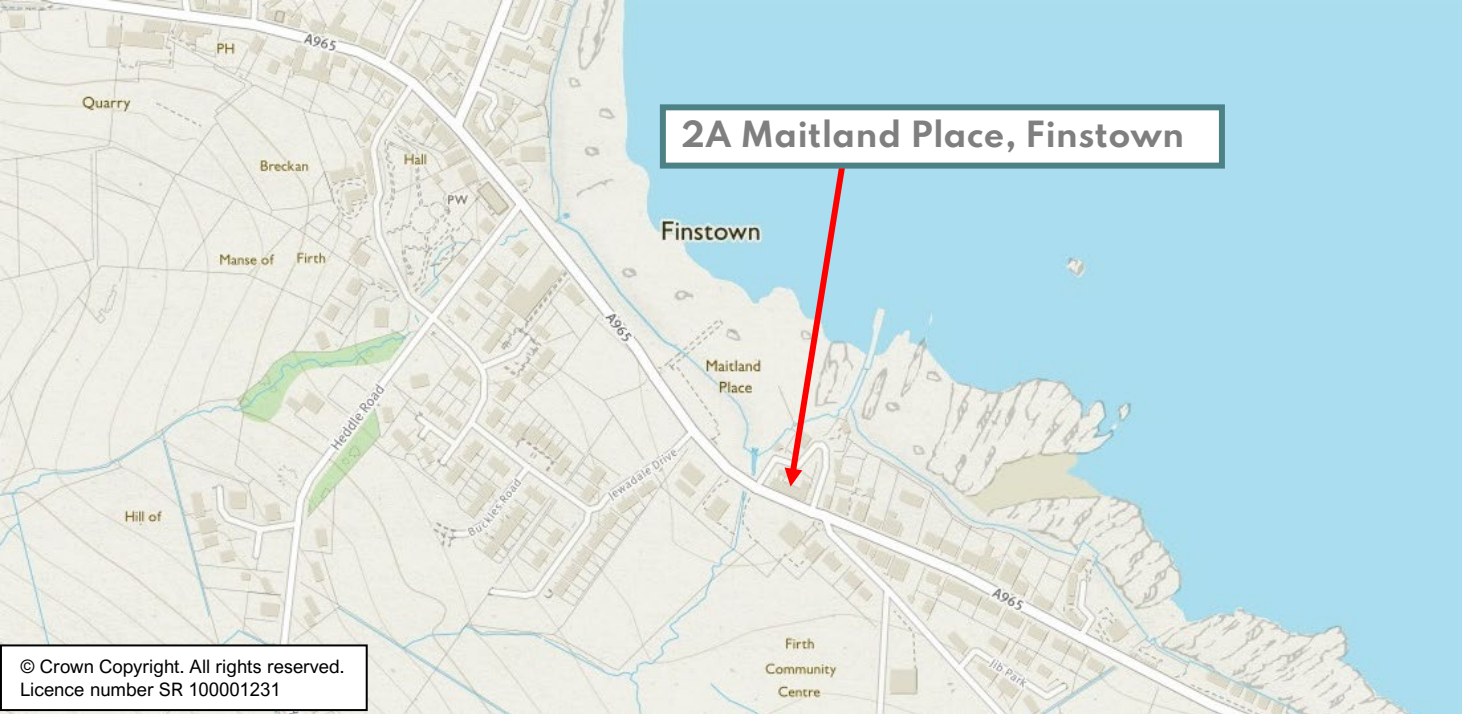 A965
PH
Quarry
2A Maitland Place, Finstown
Breckan
Hall
PW
Finstown
Manse of Firth
A965
Maitland
Place
Heddle Road
Iewadale Drive
Buckles Road
Hill of
A965
Firth
Community
Centre
Jib Park
© Crown Copyright. All rights reserved.
Licence number SR 100001231